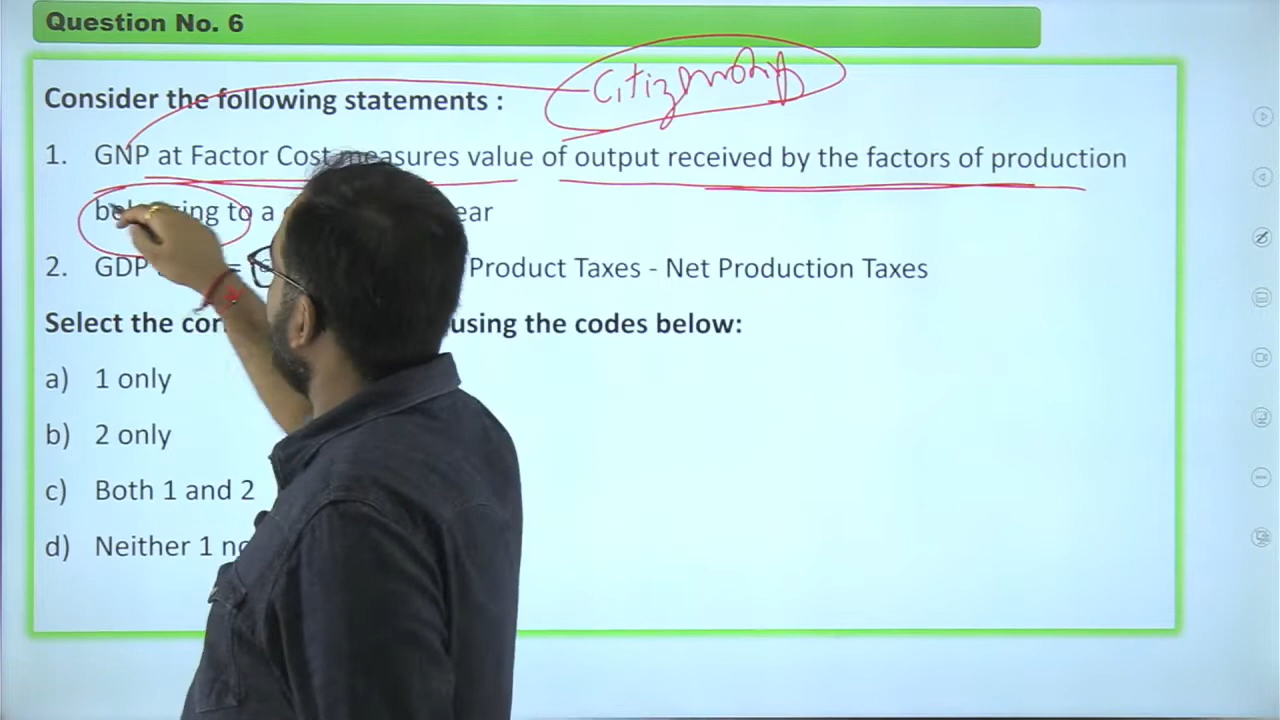 Question No. 6
Citizenship
Consider the following statements :
1. GNP at Factor Cost measures value of output received by the factors of production
belonging to a
2. GDP = Product Taxes - Net Production Taxes
Select the using the codes below:
a) 1 only
b) 2 only
c) Both 1 and 2
d) Neither 1